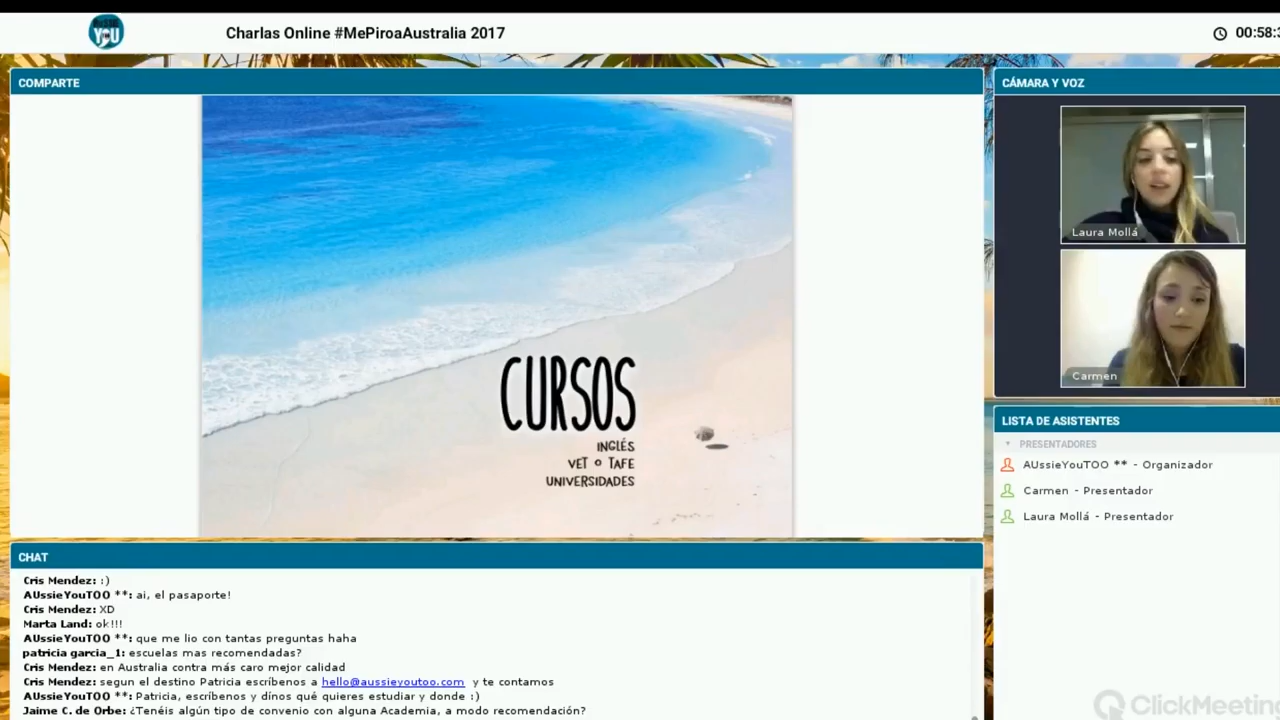 YOU
Charlas Online #MePiroaAustralia 2017
00:58:3
COMPARTE
CURSOS
INGLÉS
VET o TAFE
UNIVERSIDADES
CÁMARA Y VOZ
Laura Mollá
Carmen
LISTA DE ASISTENTES
PRESENTADORES
AUssieYouTOO ** - Organizador
Carmen - Presentador
Laura Mollá - Presentador
CHAT
Cris Mendez: :)
AUssieYouTOO **: ai, el pasaporte!
Cris Mendez: XD
Marta Land: ok!!!
AUssieYouTOO **: que me lio con tantas preguntas haha
patricia garcia_1: escuelas mas recomendadas?
Cris Mendez: en Australia contra más caro mejor calidad
Cris Mendez: segun el destino Patricia escríbenos a hello@aussieyoutoo.com y te contamos
AUssieYouTOO **: Patricia, escríbenos y dínos qué quieres estudiar y donde :)
Jaime C. de Orbe: ¿Tenéis algún tipo de convenio con alguna Academia, a modo recomendación?
ClickMeeting